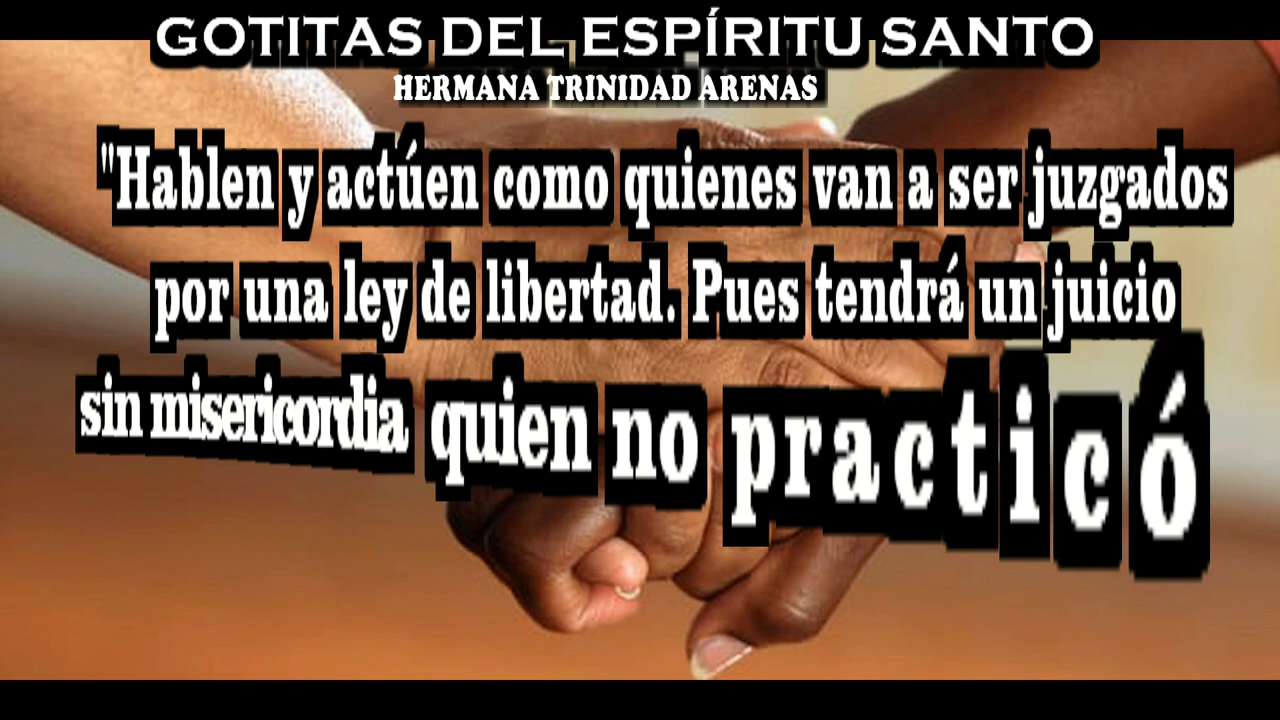 GOTITAS DEL ESPÍRITU SANTO
HERMANA TRINIDAD ARENAS
"Hablen y actúen como quienes van a ser juzgados
por una ley de libertad. Pues tendrá un juicio
sin misericordia quien no practicó